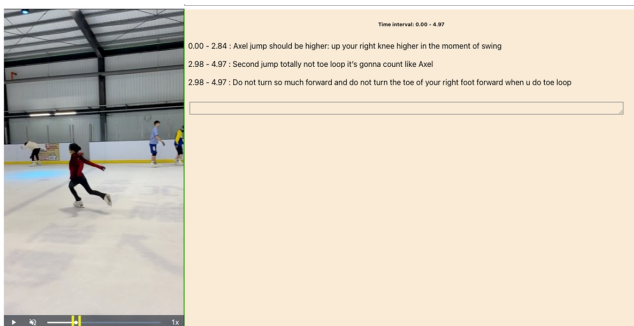 Time interval: 0.00 - 4.97
0.00 - 2.84 : Axel jump should be higher: up your right knee higher in the moment of swing
2.98 - 4.97 : Second jump totally not toe loop it's gonna count like Axel
2.98 - 4.97 : Do not turn so much forward and do not turn the toe of your right foot forward when u do toe loop
1x